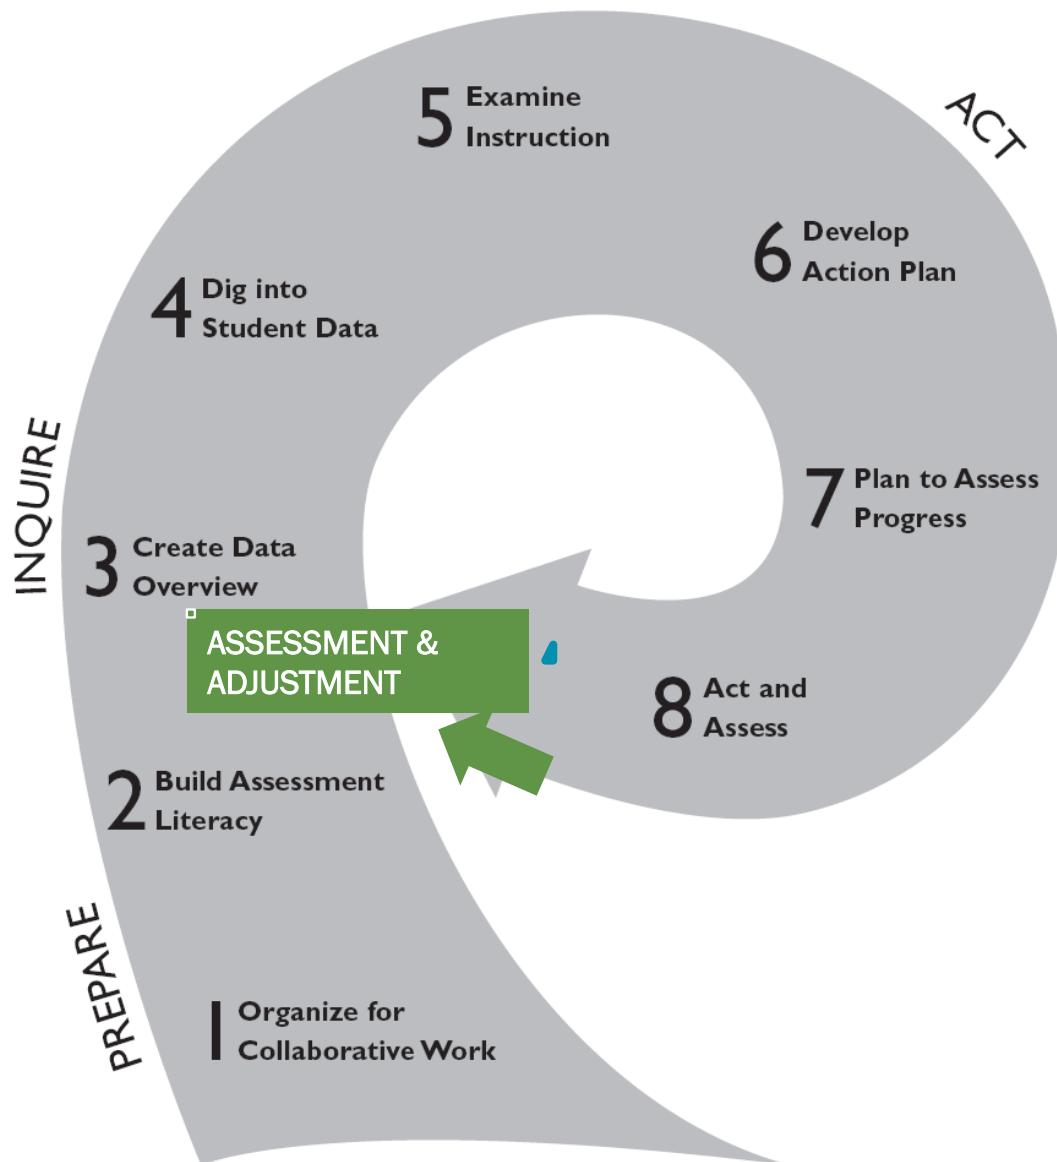 ACT
5 Examine
Instruction
6 Develop
Action Plan
4 Dig into
Student Data
INQUIRE
7 Plan to Assess
Progress
3 Create Data
Overview
ASSESSMENT &
ADJUSTMENT
8 Act and
Assess
2 Build Assessment
Literacy
PREPARE
1 Organize for
Collaborative Work